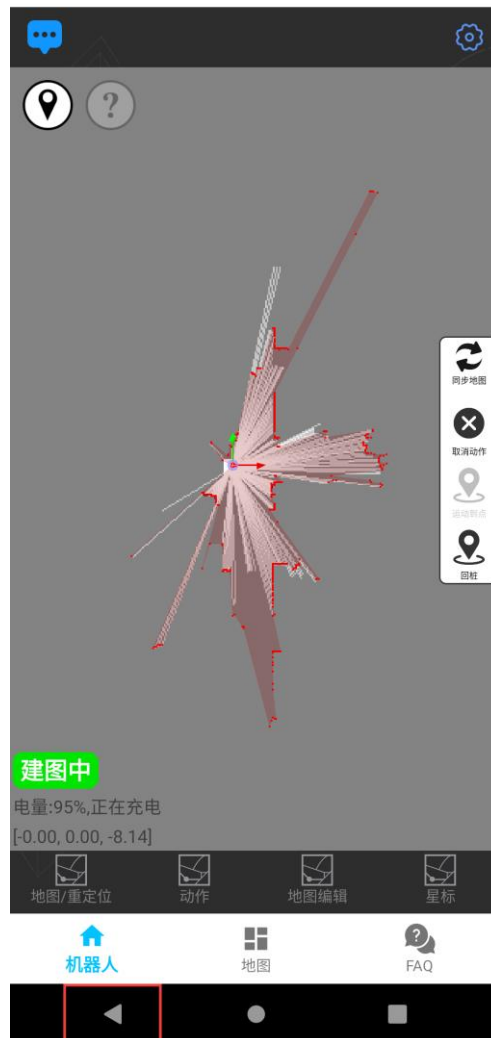 ?
同步地图
取消动作
运动到点
回桩
建图中
电量:95%,正在充电
[-0.00, 0.00, -8.14]
地图/重定位 动作 地图编辑 星标
机器人 地图 FAQ